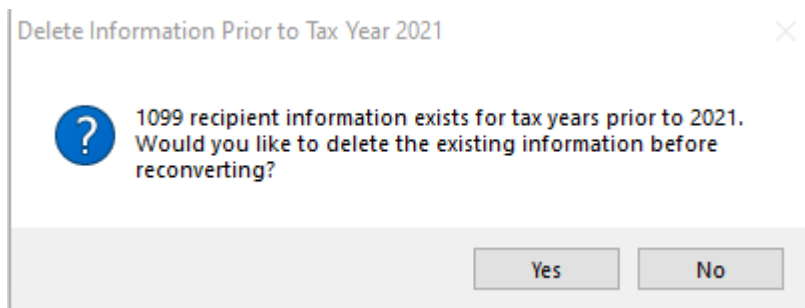 Delete Information Prior to Tax Year 2021
1099 recipient information exists for tax years prior to 2021.
Would you like to delete the existing information before
reconverting?
Yes
No